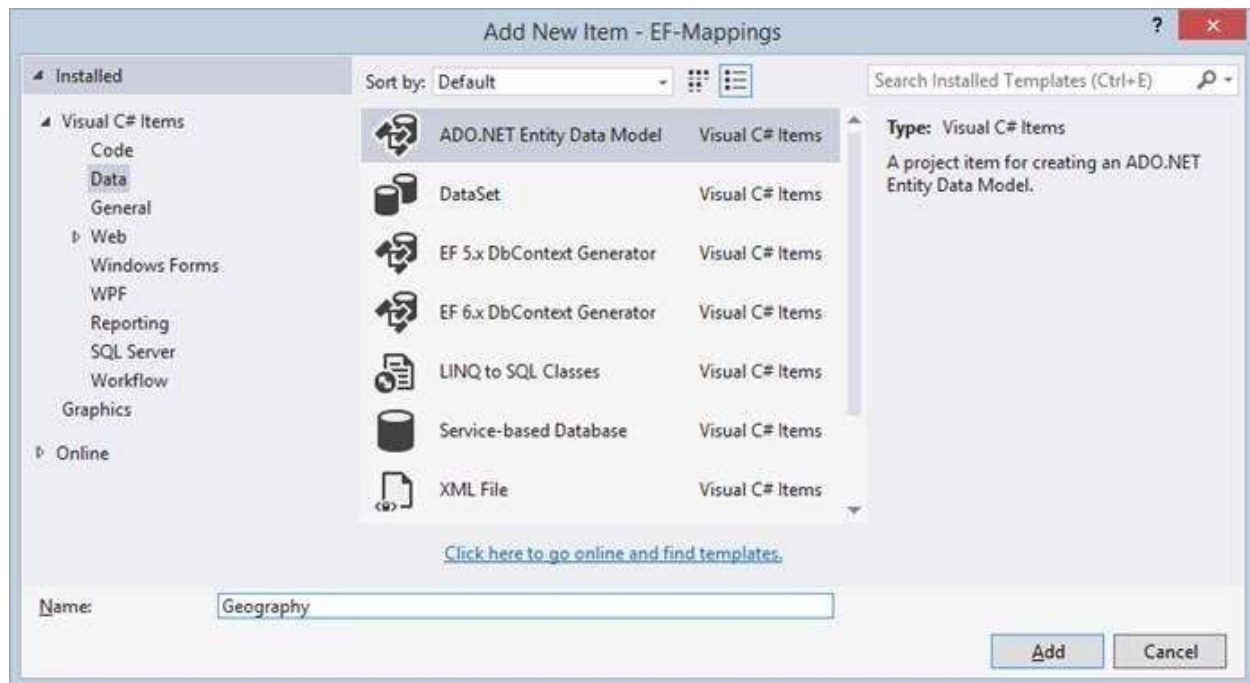 Add New Item - EF-Mappings
?
Installed
Visual C# Items
Code
Data
General
Web
Windows Forms
WPF
Reporting
SQL Server
Workflow
Graphics
Online
Sort by: Default
ADO.NET Entity Data Model Visual C# Items
DataSet Visual C# Items
EF 5.x DbContext Generator Visual C# Items
EF 6.x DbContext Generator Visual C# Items
LINQ to SQL Classes Visual C# Items
Service-based Database Visual C# Items
XML File Visual C# Items
Click here to go online and find templates.
Search Installed Templates (Ctrl+E)
Type: Visual C# Items
A project item for creating an ADO.NET
Entity Data Model.
Name: Geography
Add Cancel